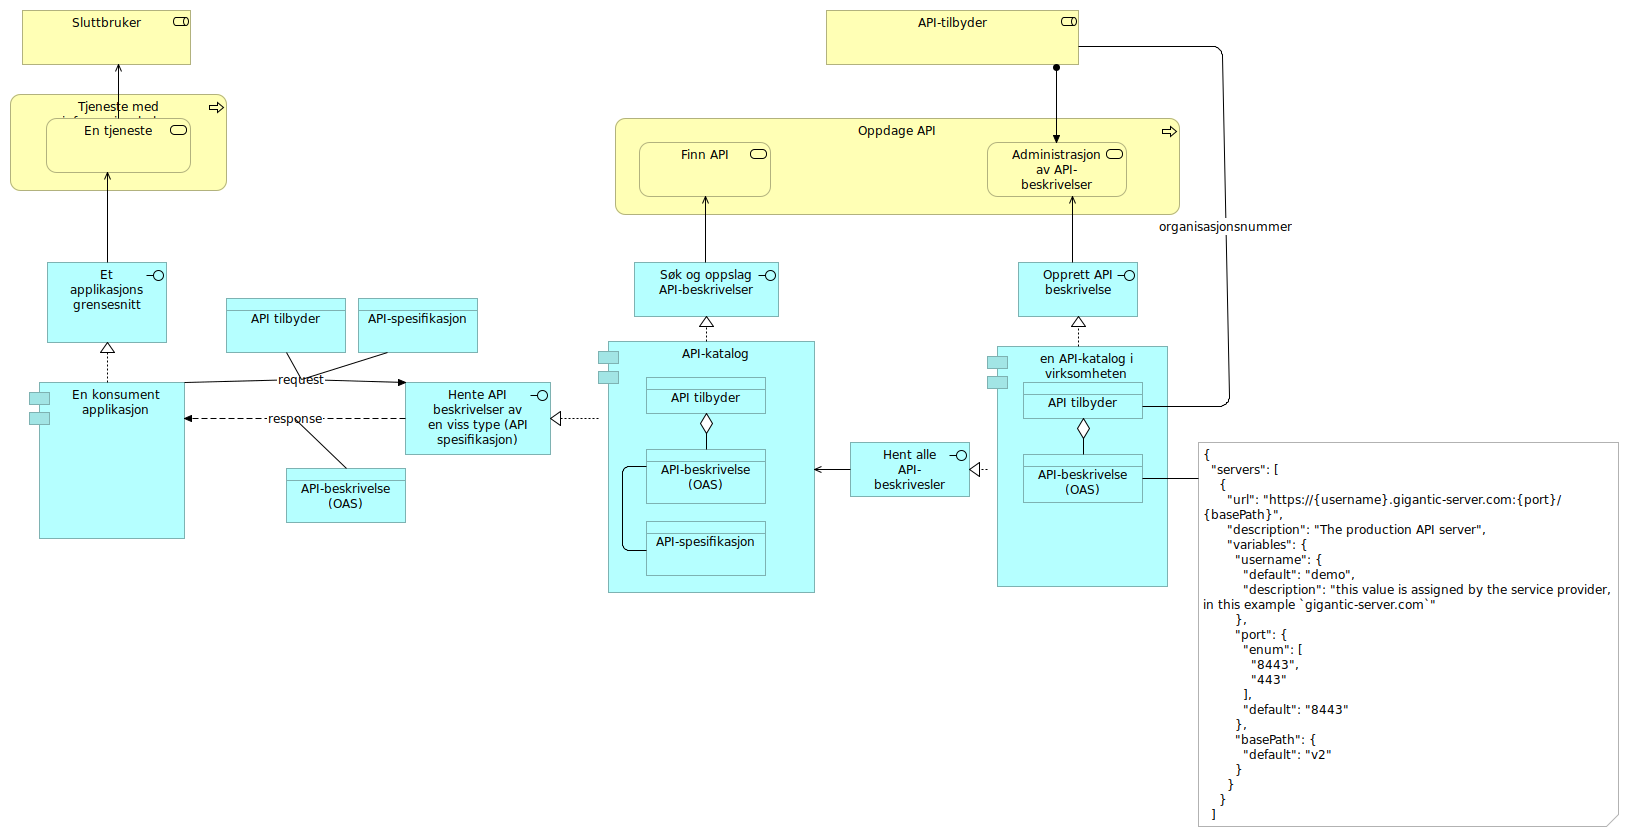 Sluttbruker
API-tilbyder
Tjeneste med
En tjeneste
Oppdage API
Finn API
Administrasjon
av API-
beskrivelser
organisasjonsnummer
Et
applikasjons
grensesnitt
Søk og oppslag
API-beskrivelser
Opprett API
beskrivelse
API tilbyder
API-spesifikasjon
request
response
En konsument
applikasjon
Hente API
beskrivelser av
en viss type (API
spesifikasjon)
API-beskrivelse
(OAS)
API-katalog
API tilbyder
API-beskrivelse
(OAS)
API-spesifikasjon
Hent alle
API-
beskrivesler
en API-katalog i
virksomheten
API tilbyder
API-beskrivelse
(OAS)
{
"servers": [
{
"url": "https://{username}.gigantic-server.com:{port}/
{basePath}",
"description": "The production API server",
"variables": {
"username": {
"default": "demo",
"description": "this value is assigned by the service provider,
in this example `gigantic-server.com`"
},
"port": {
"enum": [
"8443",
"443"
],
"default": "8443"
},
"basePath": {
"default": "v2"
}
}
}
]